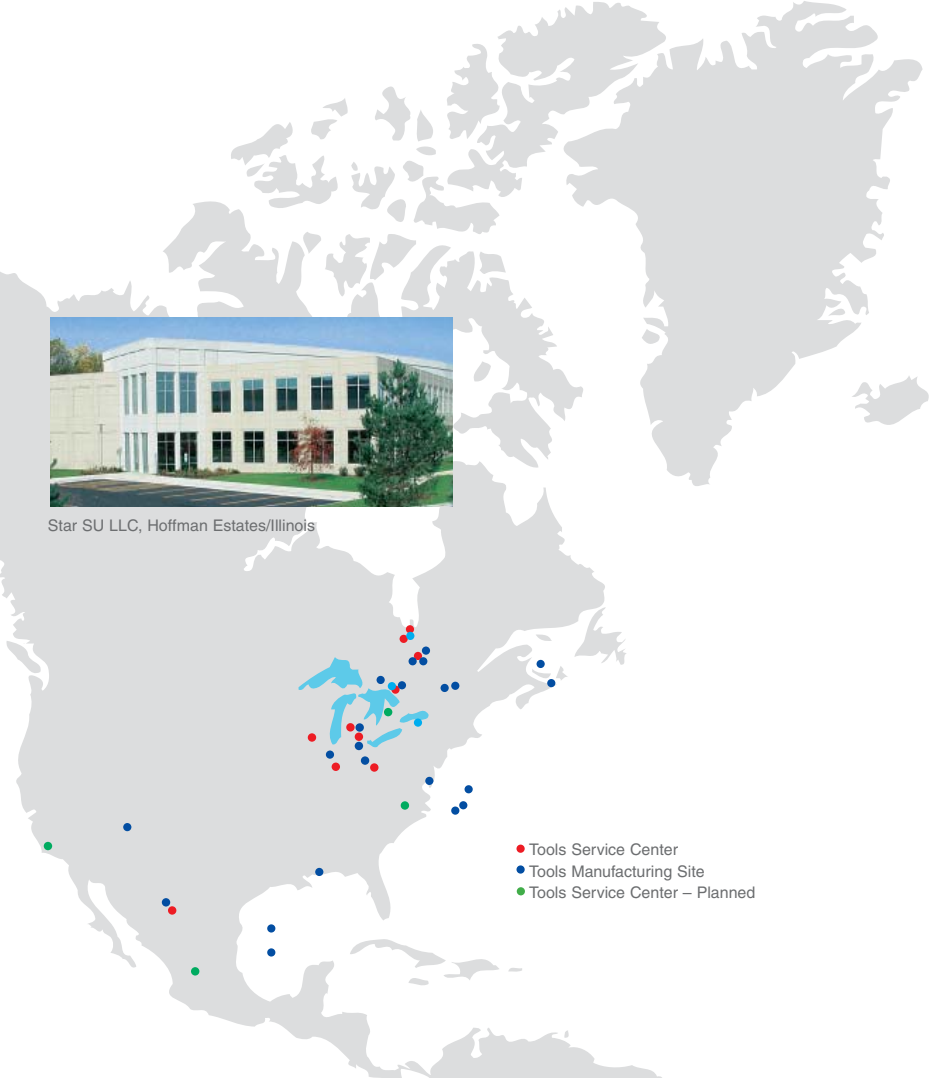 Star SU LLC, Hoffman Estates/Illinois
Tools Service Center
Tools Manufacturing Site
Tools Service Center – Planned